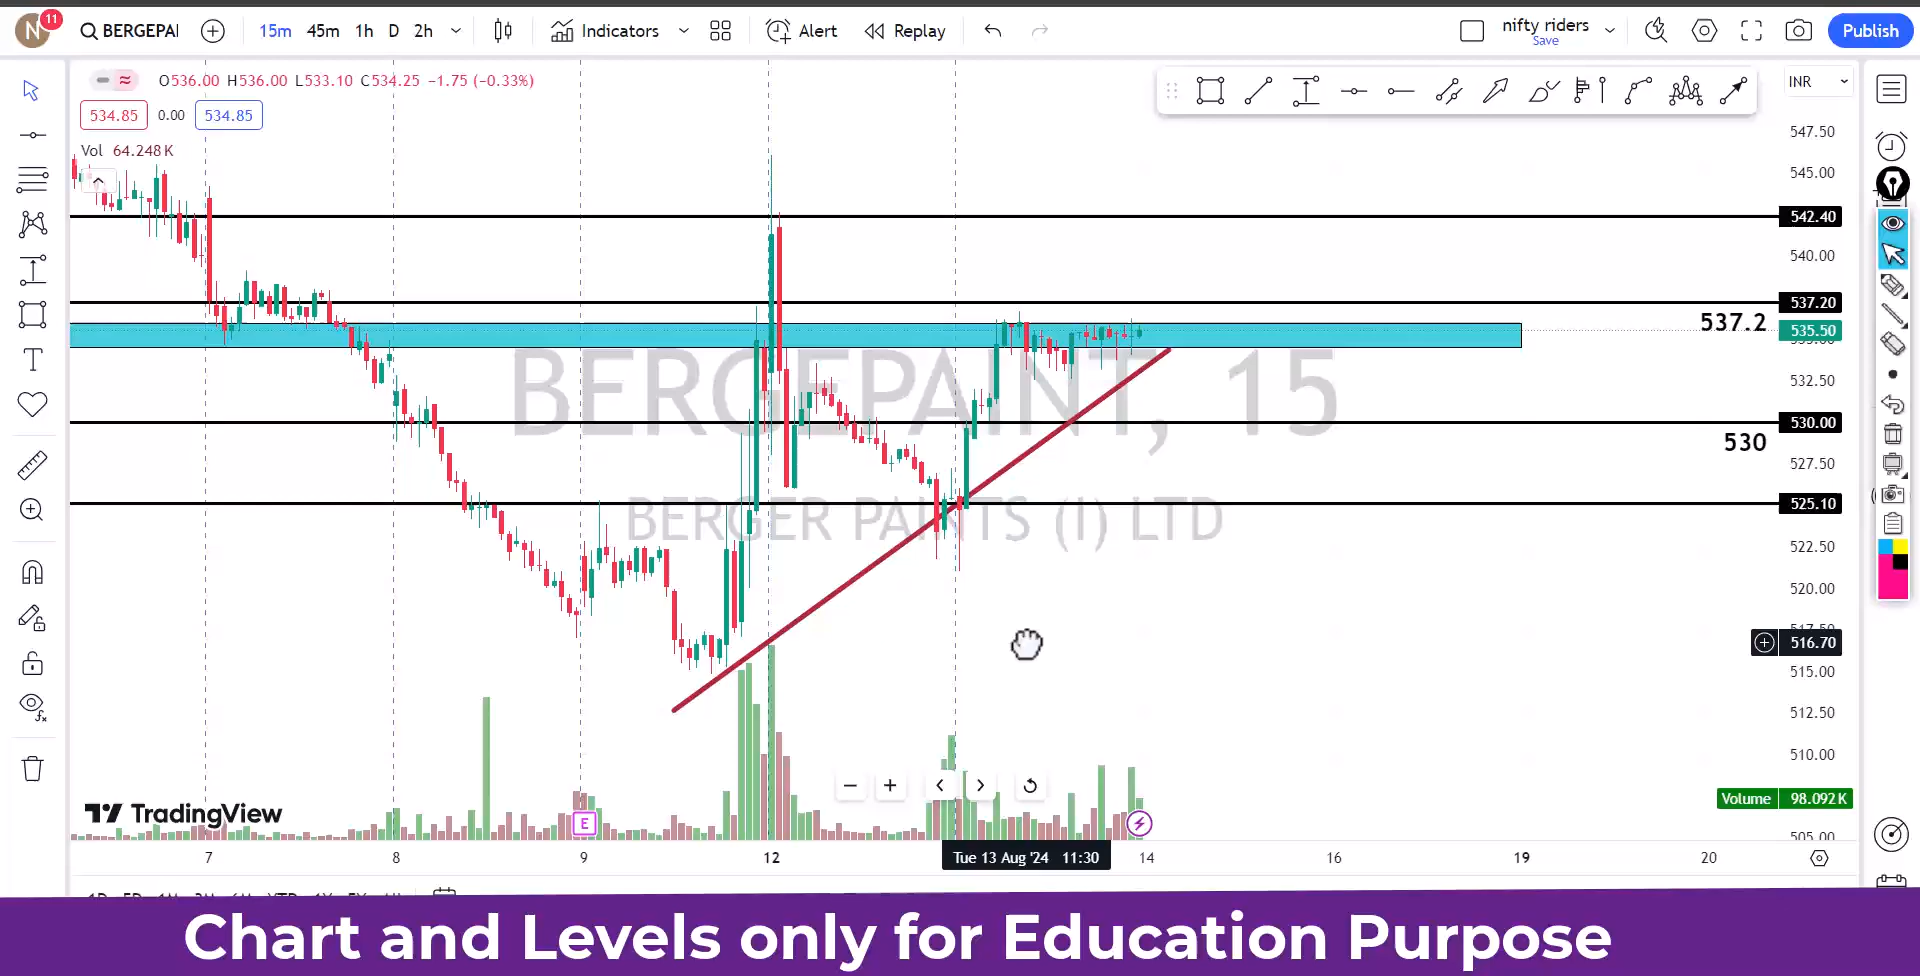 N 11 BERGEPAI 15m 45m 1h D 2h Indicators Alert Replay nifty riders Save Publish
O536.00 H536.00 L533.10 C534.25 −1.75 (−0.33%)
INR
534.85 0.00 534.85
Vol 64.248K
547.50
545.00
542.40
540.00
537.20
537.2
535.50
532.50
530.00
530
527.50
525.10
522.50
520.00
516.70
515.00
512.50
510.00
505.00
BERGEPAINT, 15
BERGER PAINTS (I) LTD
Volume 98.092K
TradingView
E
7 8 9 12 Tue 13 Aug '24 11:30 14 16 19 20
Chart and Levels only for Education Purpose